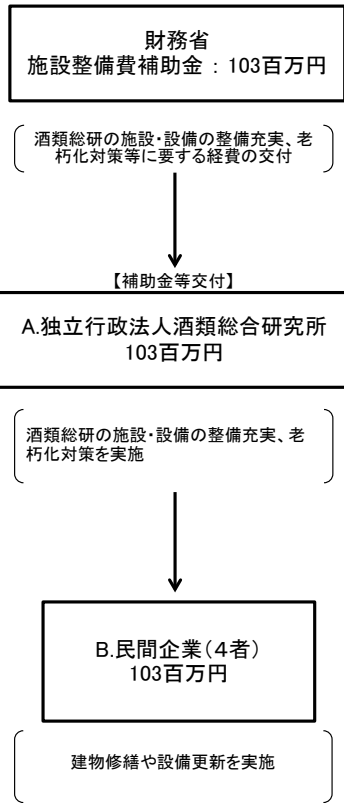 財務省
施設整備費補助金 : 103百万円
酒類総研の施設・設備の整備充実、老
朽化対策等に要する経費の交付
【補助金等交付】
A.独立行政法人酒類総合研究所
103百万円
酒類総研の施設・設備の整備充実、老
朽化対策を実施
B.民間企業(4者)
103百万円
建物修繕や設備更新を実施